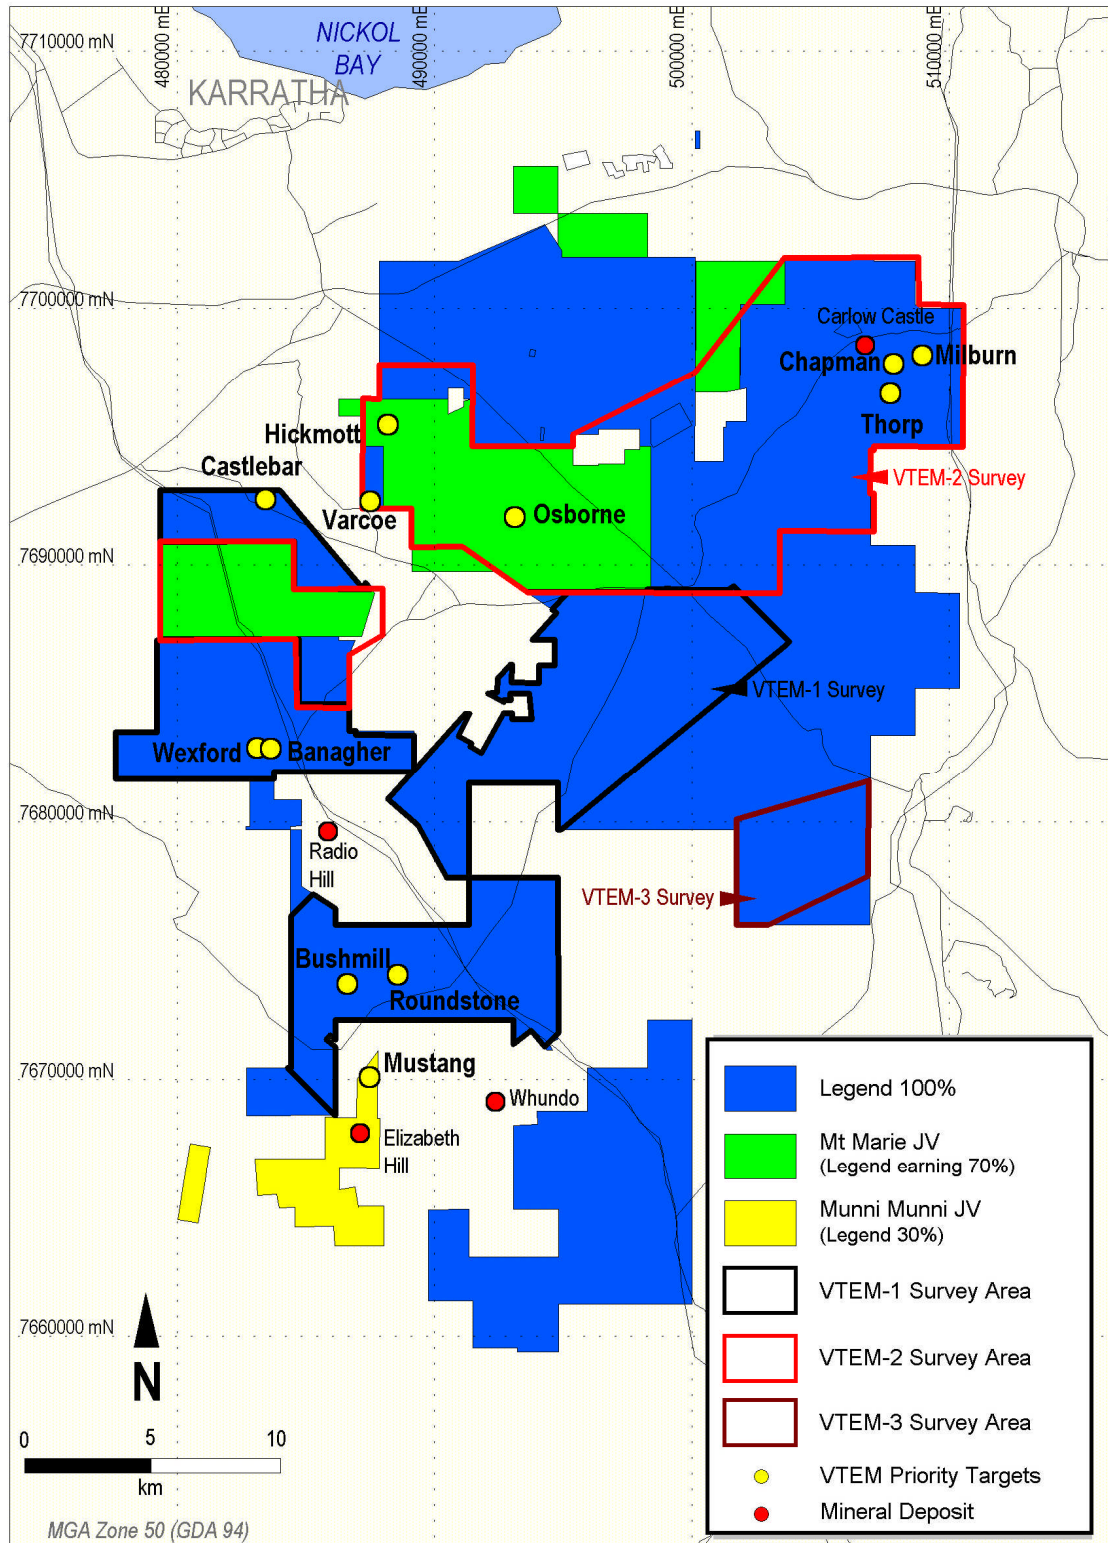 480000 mE
490000 mE
500000 mE
510000 mE
7710000 mN
NICKOL
BAY
KARRATHA
7700000 mN
Carlow Castle
Chapman
Milburn
Thorp
Hickmott
Castlebar
VTEM-2 Survey
Varcoe
Osborne
7690000 mN
VTEM-1 Survey
Wexford
Banagher
7680000 mN
Radio
Hill
VTEM-3 Survey
Bushmill
Roundstone
Mustang
7670000 mN
Whundo
Elizabeth
Hill
7660000 mN
N
0
5
10
km
MGA Zone 50 (GDA 94)
Legend 100%
Mt Marie JV
(Legend earning 70%)
Munni Munni JV
(Legend 30%)
VTEM-1 Survey Area
VTEM-2 Survey Area
VTEM-3 Survey Area
VTEM Priority Targets
Mineral Deposit